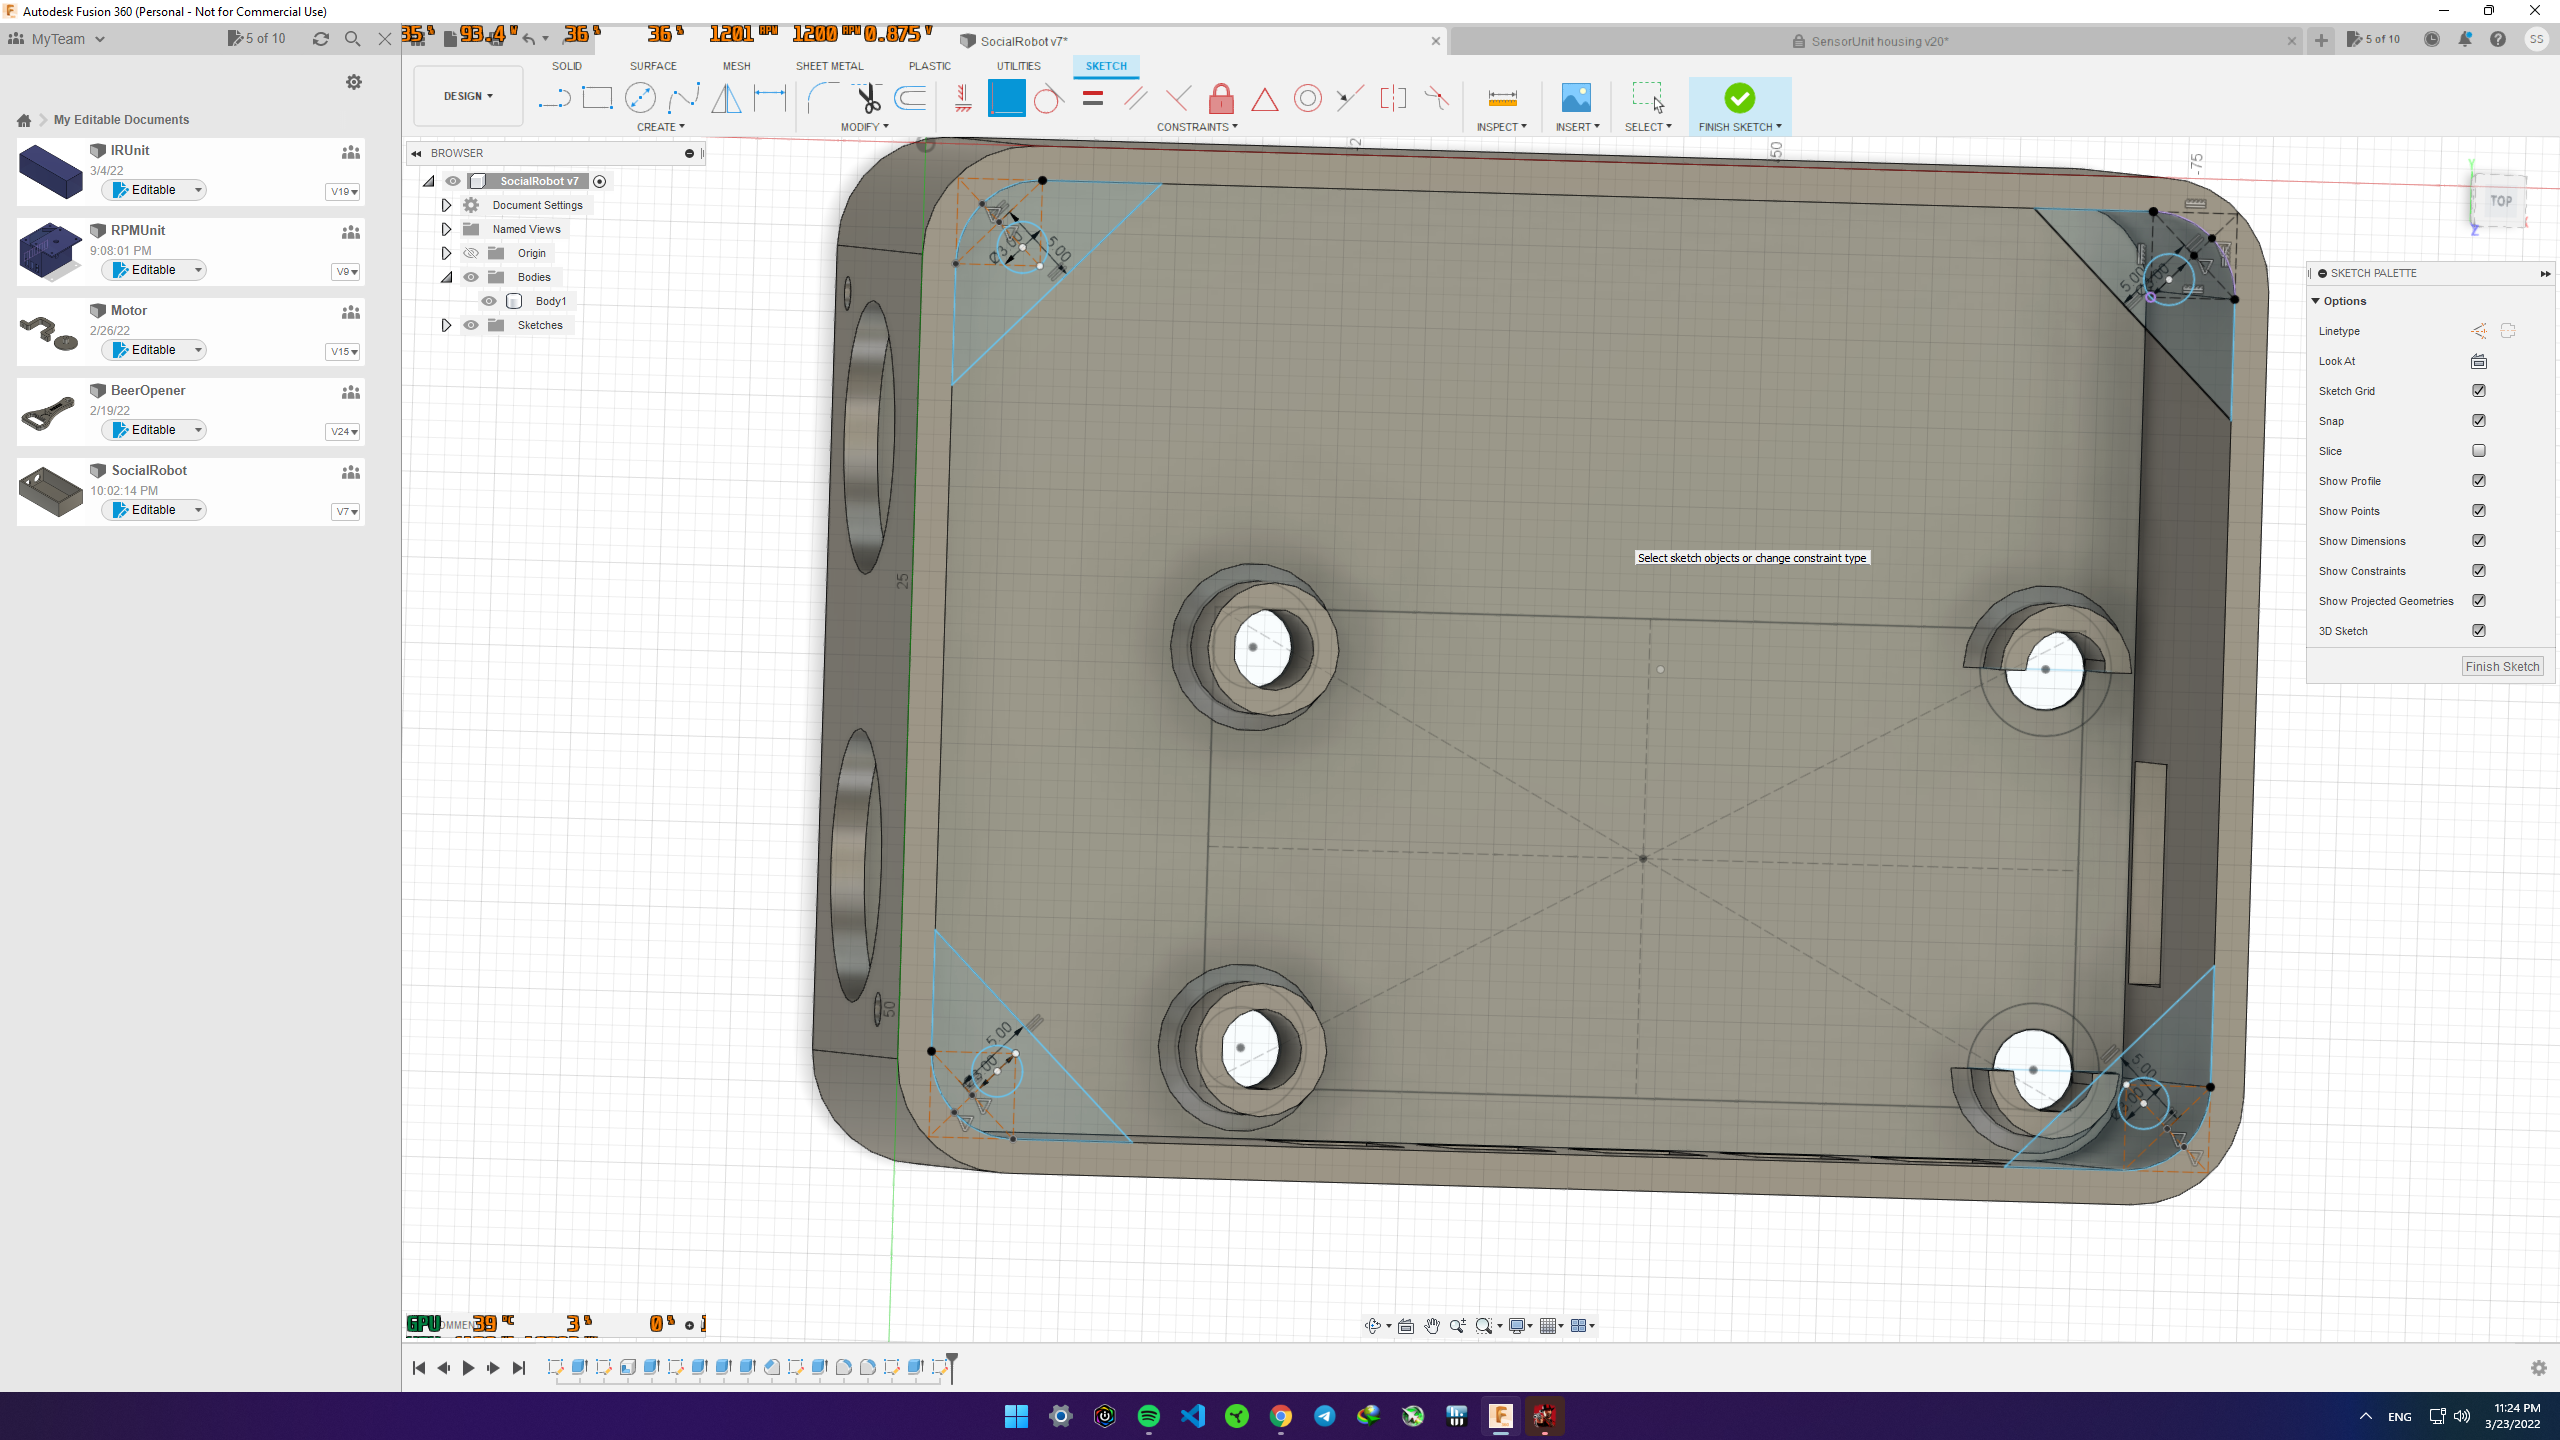 Autodesk Fusion 360 (Personal - Not for Commercial Use)
MyTeam
5 of 10
35 %
93.4 W
36 %
36 %
1201 RPM
1200 RPM
0.875 V
SocialRobot v7*
SensorUnit housing v20*
5 of 10
SS
SOLID
SURFACE
MESH
SHEET METAL
PLASTIC
UTILITIES
SKETCH
DESIGN
CREATE
MODIFY
CONSTRAINTS
INSPECT
INSERT
SELECT
FINISH SKETCH
My Editable Documents
IRUnit
3/4/22
Editable
V19
RPMUnit
9:08:01 PM
Editable
V9
Motor
2/26/22
Editable
V15
BeerOpener
2/19/22
Editable
V24
SocialRobot
10:02:14 PM
Editable
V7
BROWSER
SocialRobot v7
Document Settings
Named Views
Origin
Bodies
Body1
Sketches
50
-75
TOP
25
50
5.00
Ø3.00
5.00
5.00
5.00
Select sketch objects or change constraint type
SKETCH PALETTE
Options
Linetype
Look At
Sketch Grid
Snap
Slice
Show Profile
Show Points
Show Dimensions
Show Constraints
Show Projected Geometries
3D Sketch
Finish Sketch
GPU
39 °C
3 %
0 %
ENG
11:24 PM
3/23/2022